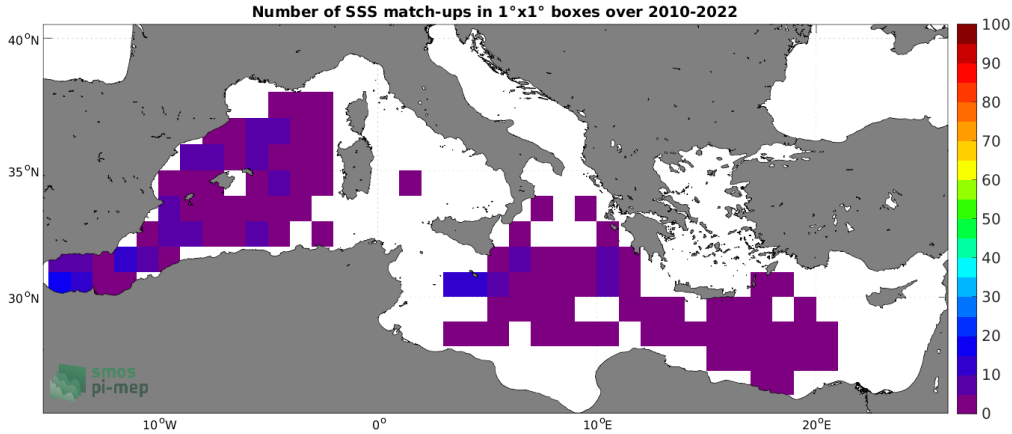 Number of SSS match-ups in 1°x1° boxes over 2010-2022
40°N
35°N
30°N
10°W
0°
10°E
20°E
100
90
80
70
60
50
40
30
20
10
0
smos
pi-mep